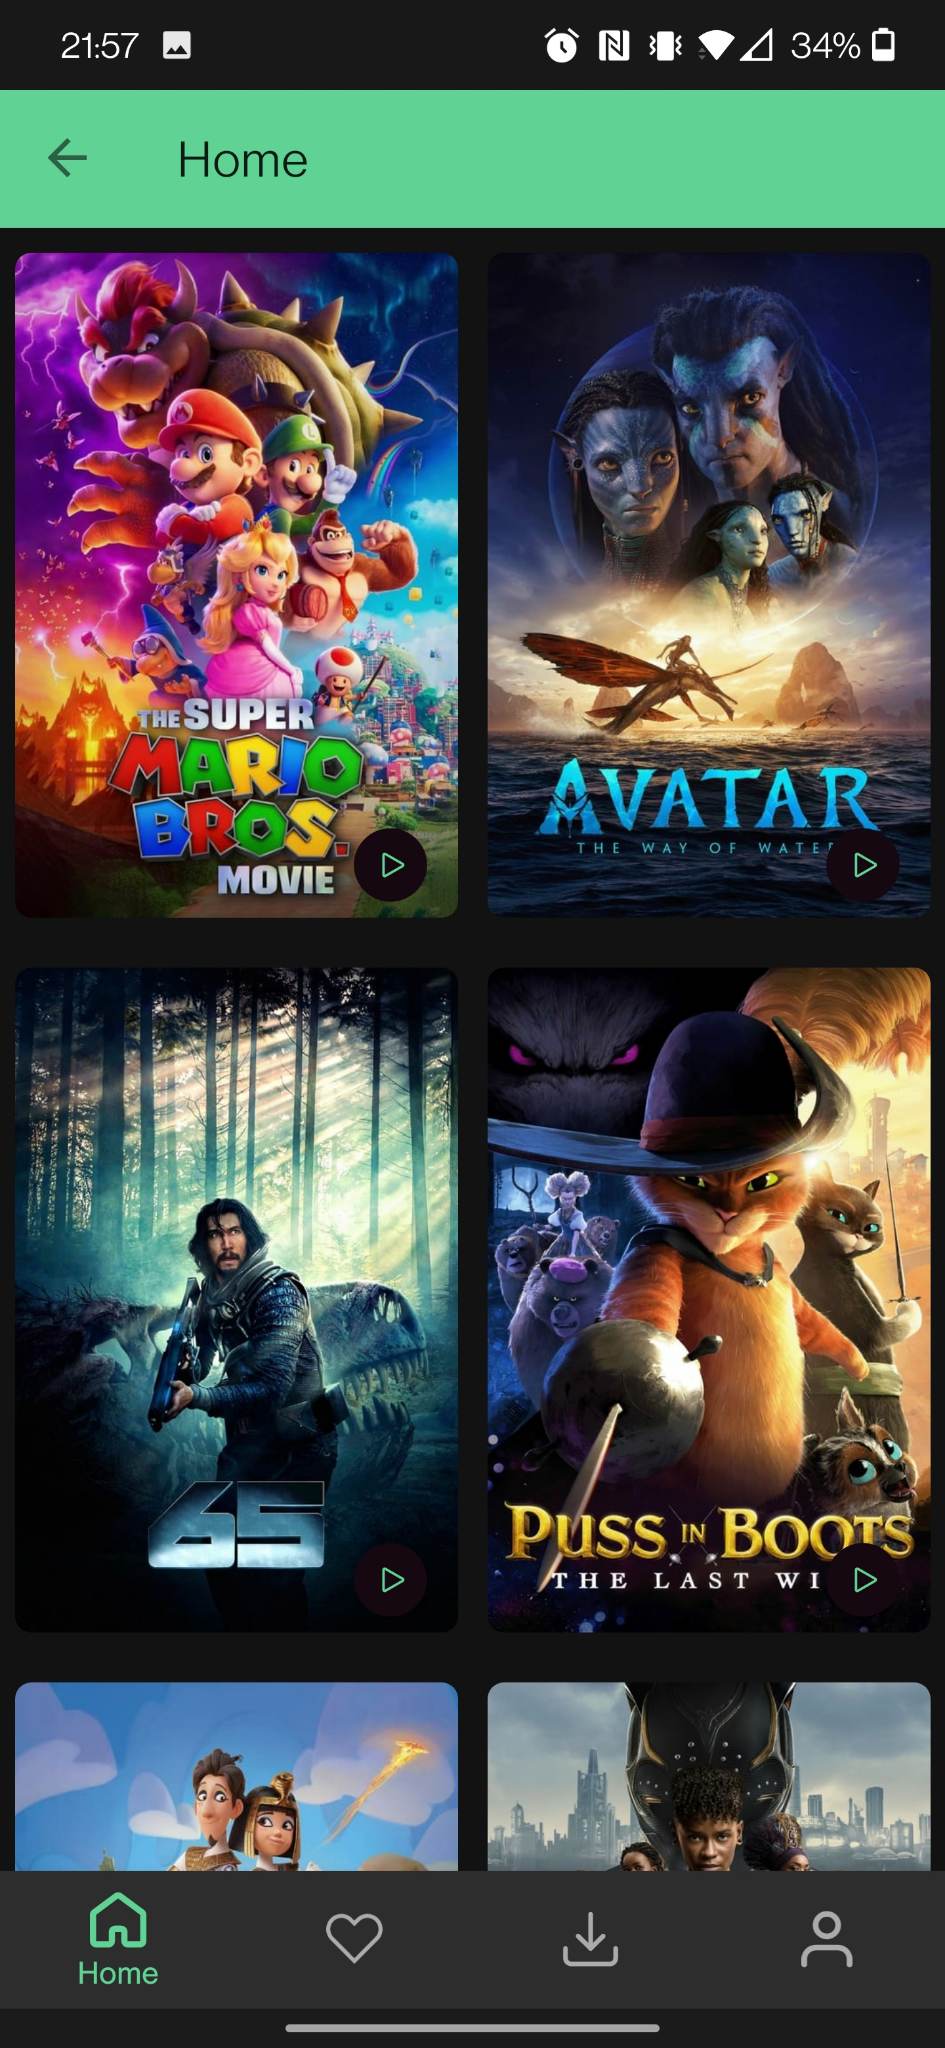 21:57
34%
Home
THE SUPER
MARIO
BROS.
MOVIE
AVATAR
THE WAY OF WATER
65
PUSS IN BOOTS
THE LAST WI
Home